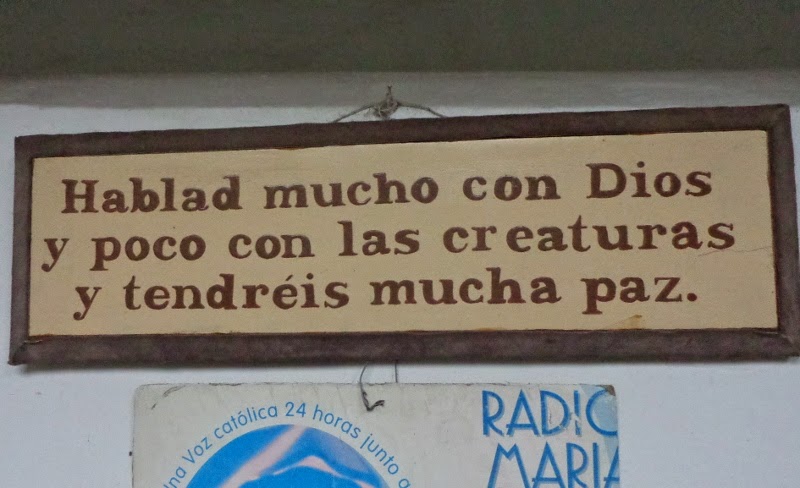 Hablad mucho con Dios
y poco con las creaturas
y tendréis mucha paz.
Una Voz católica 24 horas junto a
RADIO
MARIA